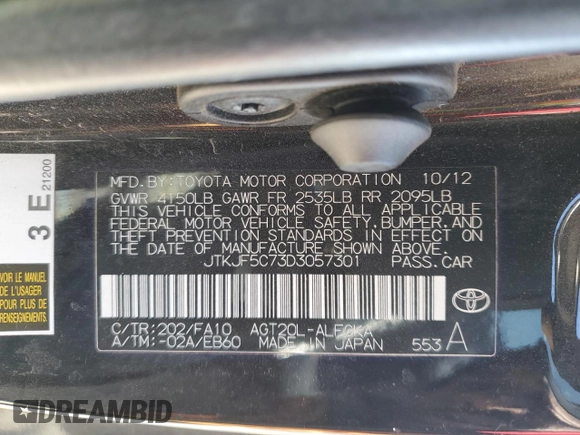 MFD. BY: TOYOTA MOTOR CORPORATION 10/12
GVWR 4150LB GAWR FR 2535LB RR 2095LB
THIS VEHICLE CONFORMS TO ALL APPLICABLE
FEDERAL MOTOR VEHICLE SAFETY, BUMPER, AND
THEFT PREVENTION STANDARDS IN EFFECT ON
THE DATE OF MANUFACTURE SHOWN ABOVE.
JTKJF5C73D3057301 PASS. CAR
C/TR: 202/FA10 AGT20L-ALFGKA
A/TM: -02A/EB60 MADE IN JAPAN 553 A
3 E
21200
VOIR LE MANUEL
DE L'USAGER
POUR PLUS DE
DREAMBID